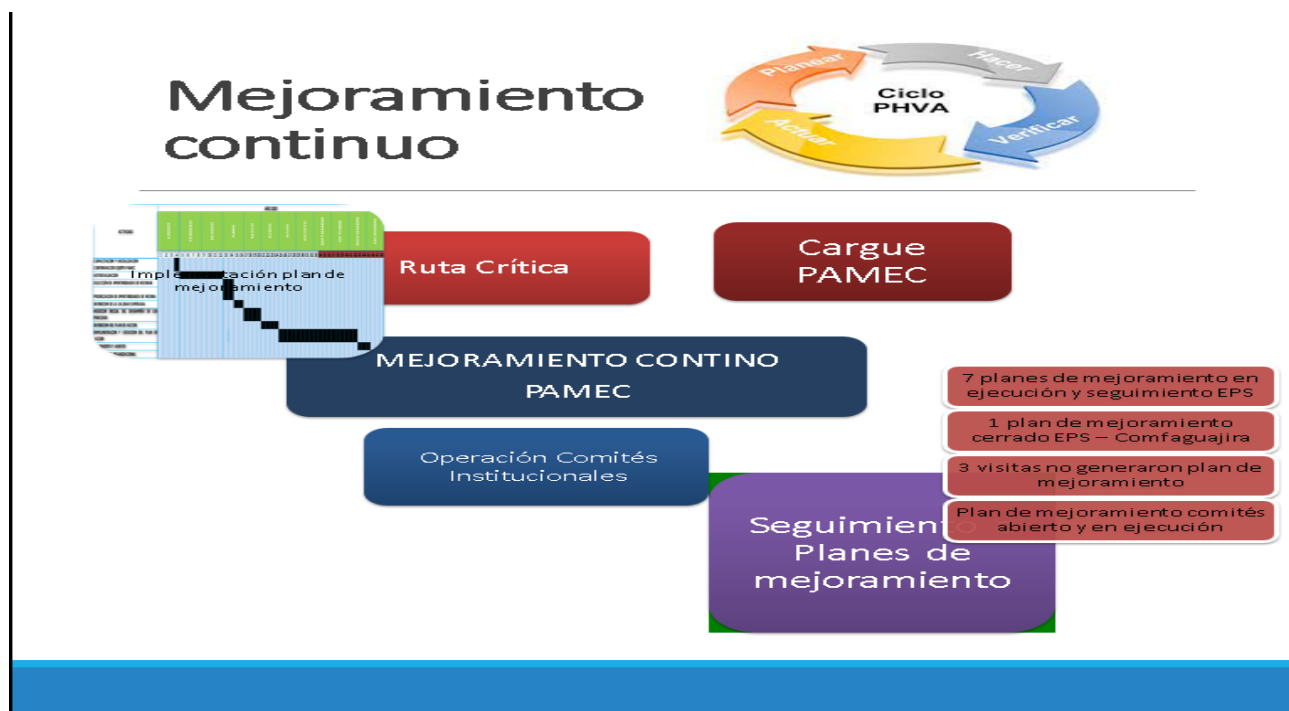 Mejoramiento
continuo
Planear
Hacer
Ciclo
PHVA
Actuar
Verificar
Implementación plan de
mejoramiento
Ruta Crítica
Cargue
PAMEC
MEJORAMIENTO CONTINO
PAMEC
Operación Comités
Institucionales
7 planes de mejoramiento en
ejecución y seguimiento EPS
1 plan de mejoramiento
cerrado EPS – Comfaguajira
3 visitas no generaron plan de
mejoramiento
Plan de mejoramiento comités
abierto y en ejecución
Seguimiento
Planes de
mejoramiento